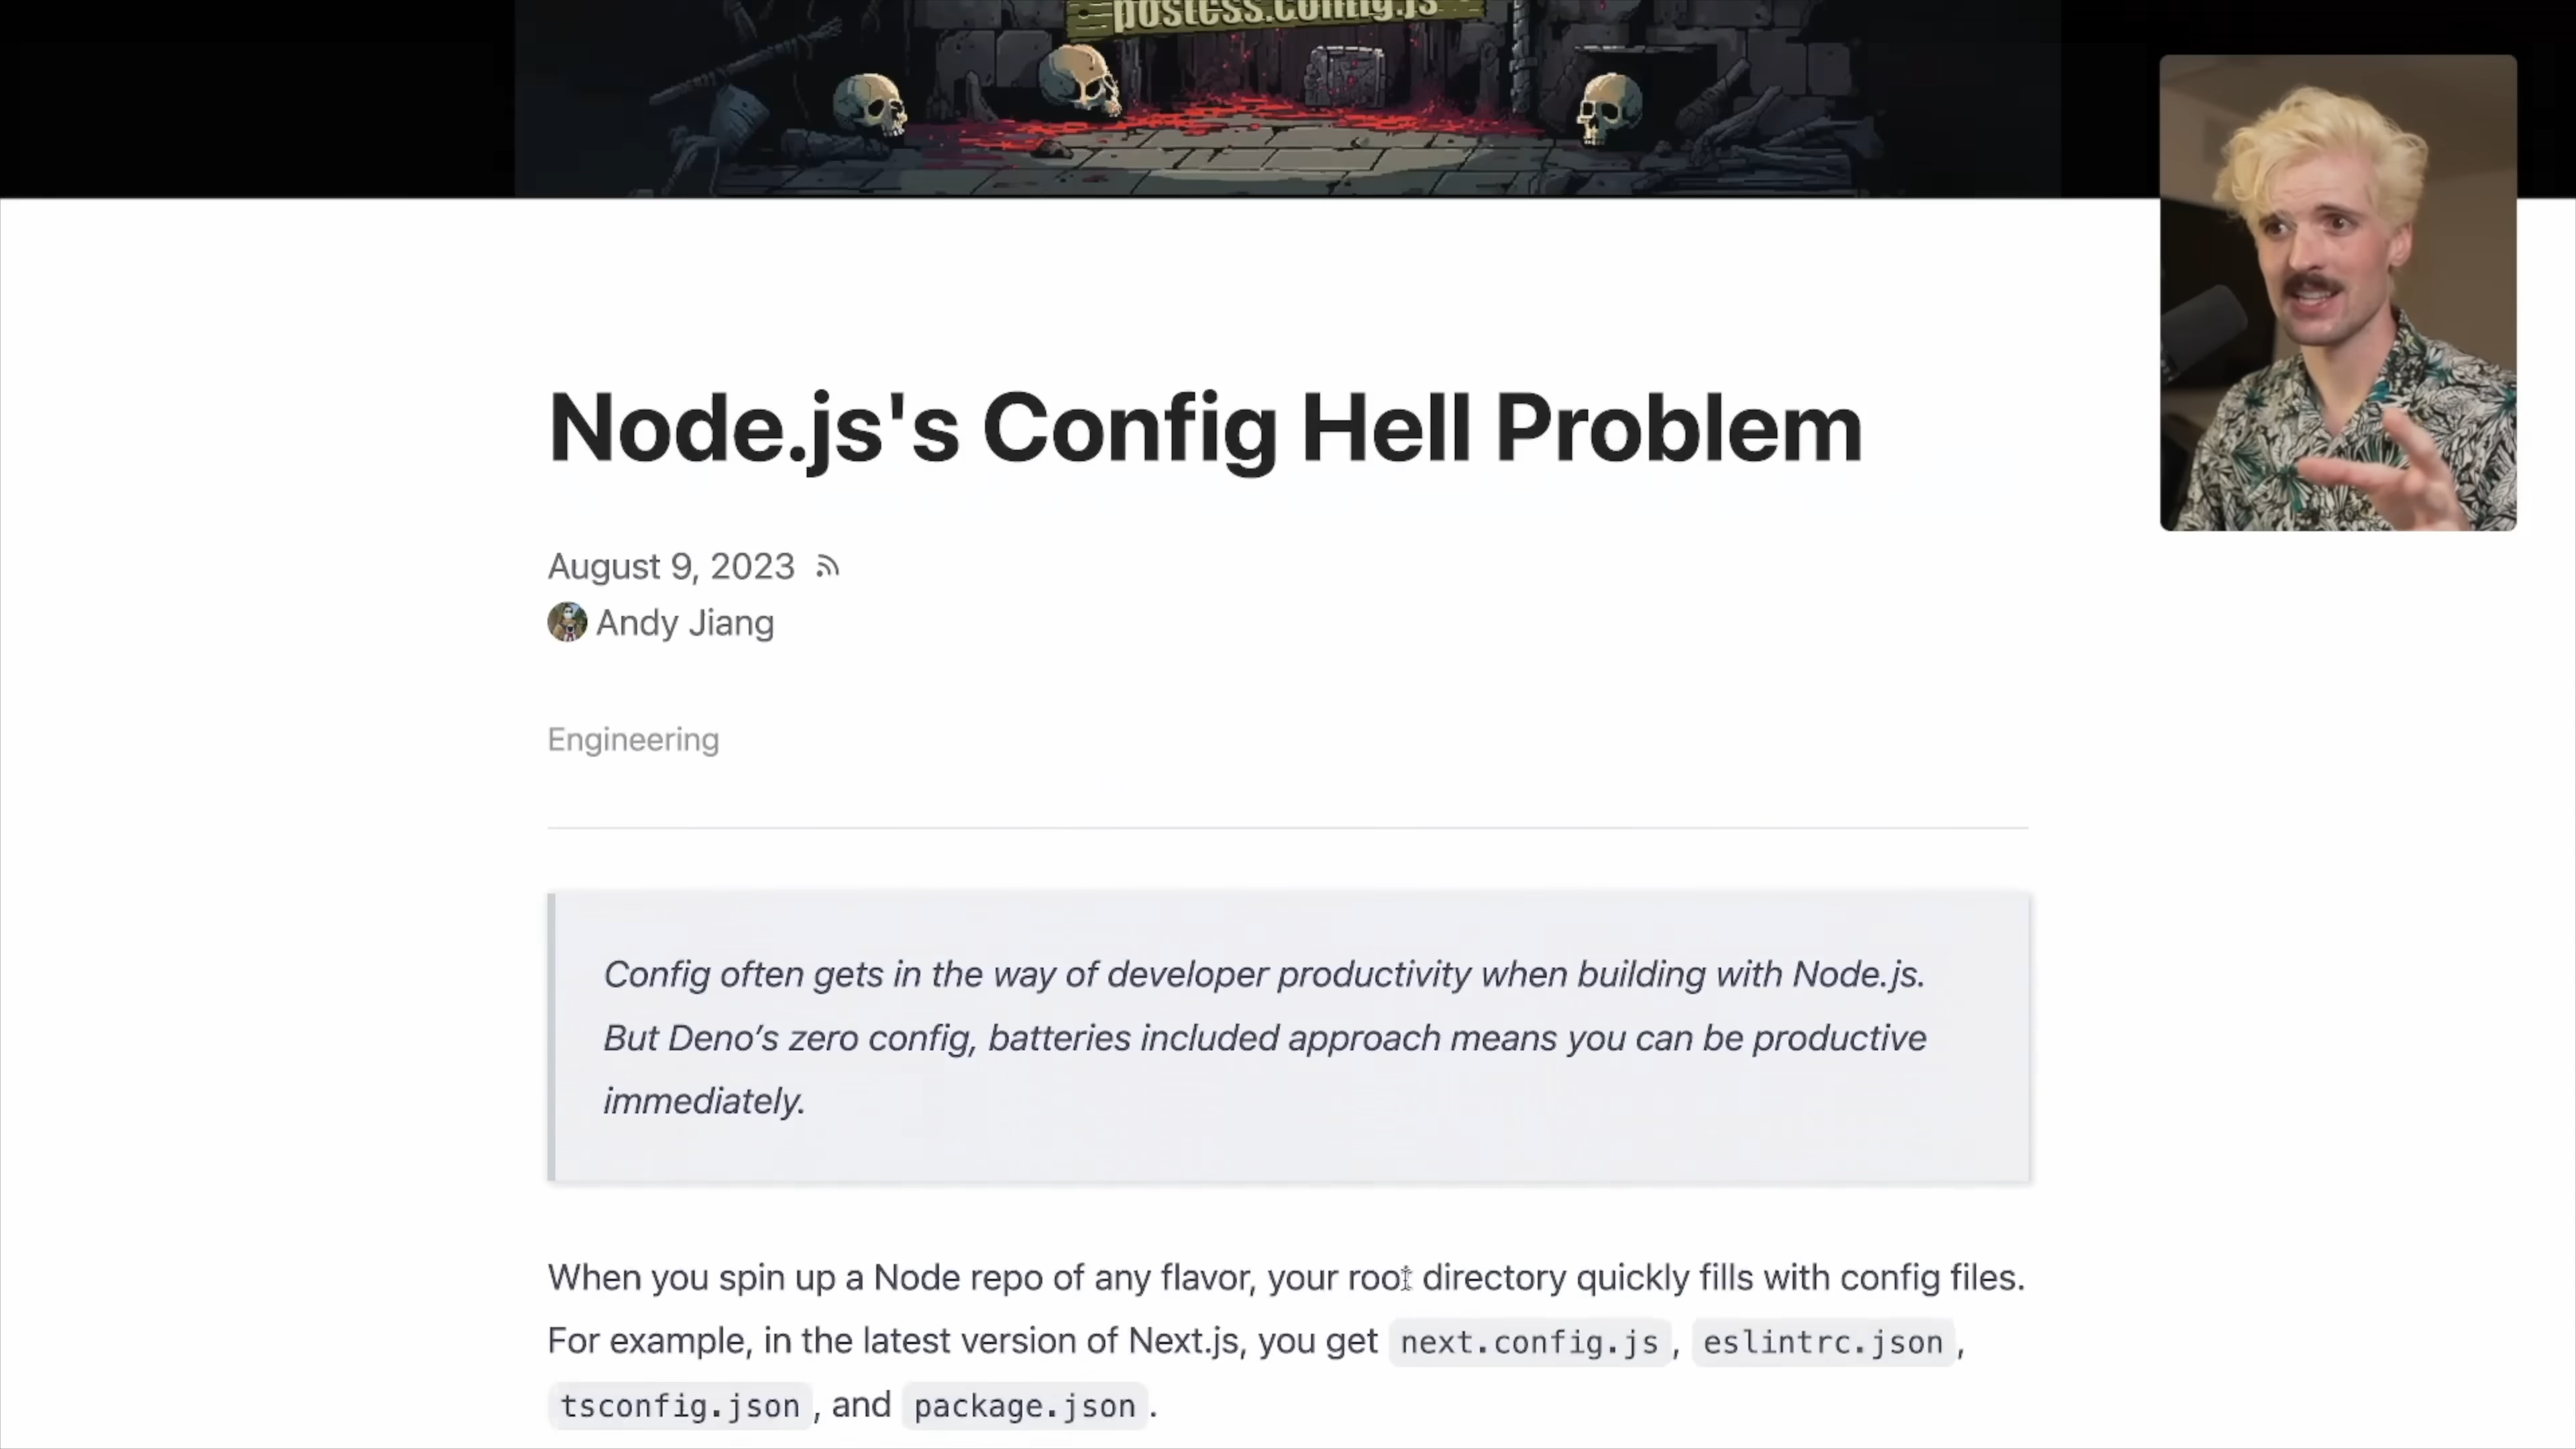 postcss.config.js
Node.js's Config Hell Problem
August 9, 2023
Andy Jiang
Engineering
Config often gets in the way of developer productivity when building with Node.js.
But Deno’s zero config, batteries included approach means you can be productive
immediately.
When you spin up a Node repo of any flavor, your root directory quickly fills with config files.
For example, in the latest version of Next.js, you get next.config.js , eslintrc.json ,
tsconfig.json , and package.json .